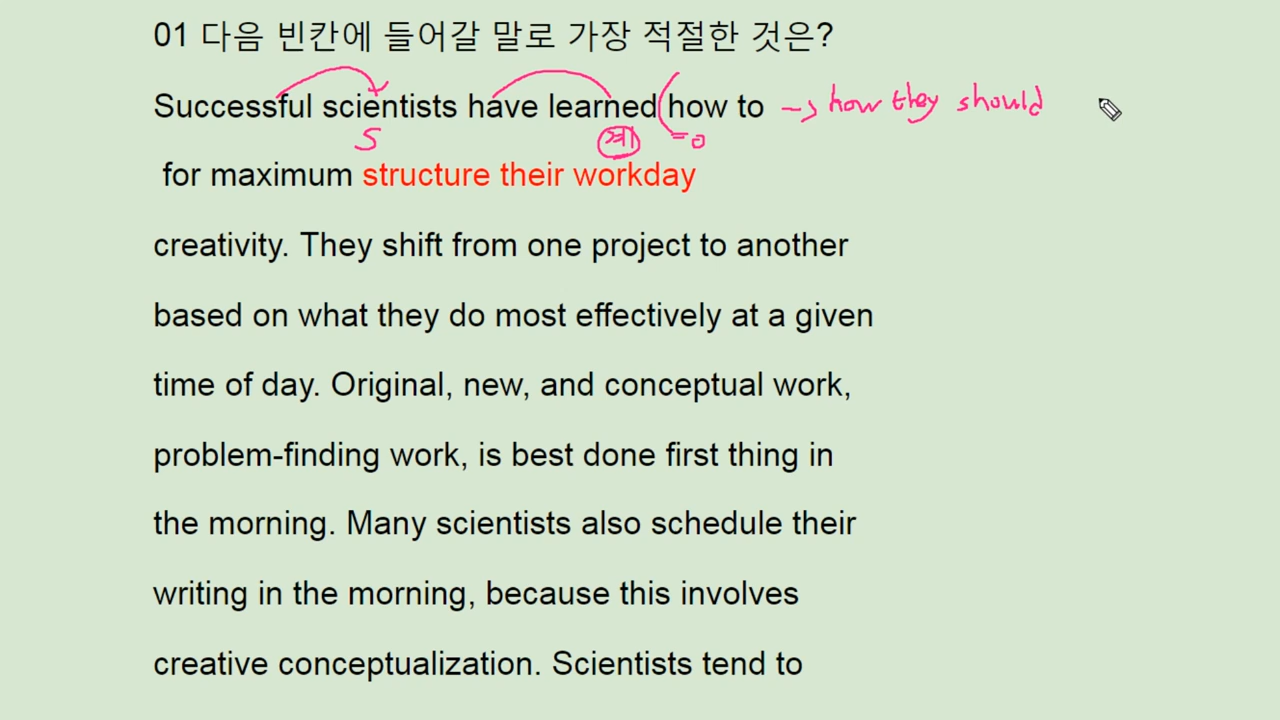 01 다음 빈칸에 들어갈 말로 가장 적절한 것은?
Successful scientists have learned how to → how they should
S 계 = o
for maximum structure their workday
creativity. They shift from one project to another
based on what they do most effectively at a given
time of day. Original, new, and conceptual work,
problem-finding work, is best done first thing in
the morning. Many scientists also schedule their
writing in the morning, because this involves
creative conceptualization. Scientists tend to